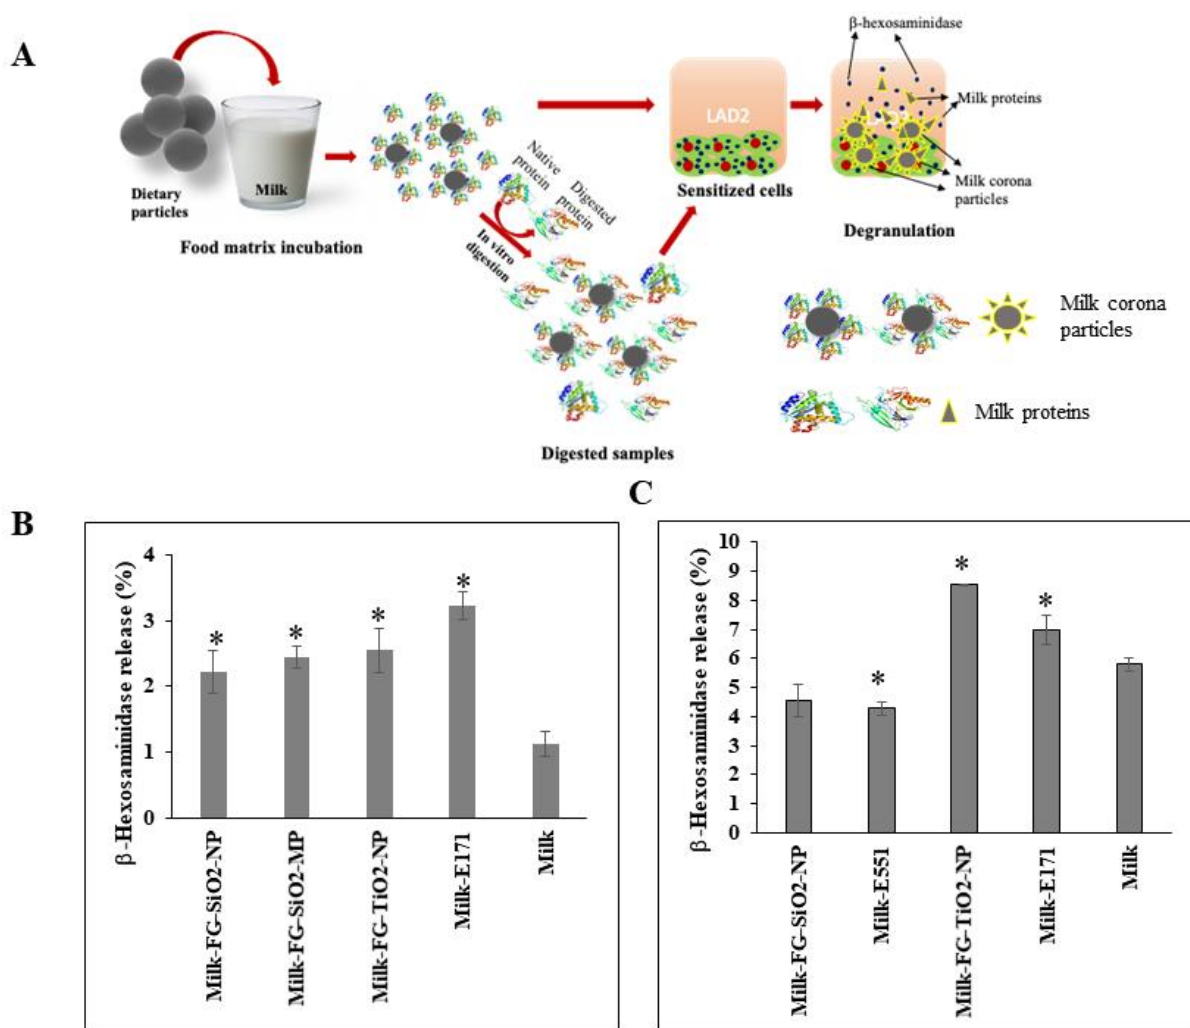 A
Dietary
particles
Milk
Food matrix incubation
Native
protein
Digested
protein
In vitro
digestion
Digested samples
LAD2
Sensitized cells
β-hexosaminidase
Milk proteins
Milk corona
particles
Degranulation
Milk corona
particles
Milk proteins
B
β-Hexosaminidase release (%)
4
3
2
1
0
*
*
*
*
Milk-FG-SiO2-NP
Milk-FG-SiO2-MP
Milk-FG-TiO2-NP
Milk-E171
Milk
C
β-Hexosaminidase release (%)
10
9
8
7
6
5
4
3
2
1
0
*
*
*
Milk-FG-SiO2-NP
Milk-E551
Milk-FG-TiO2-NP
Milk-E171
Milk